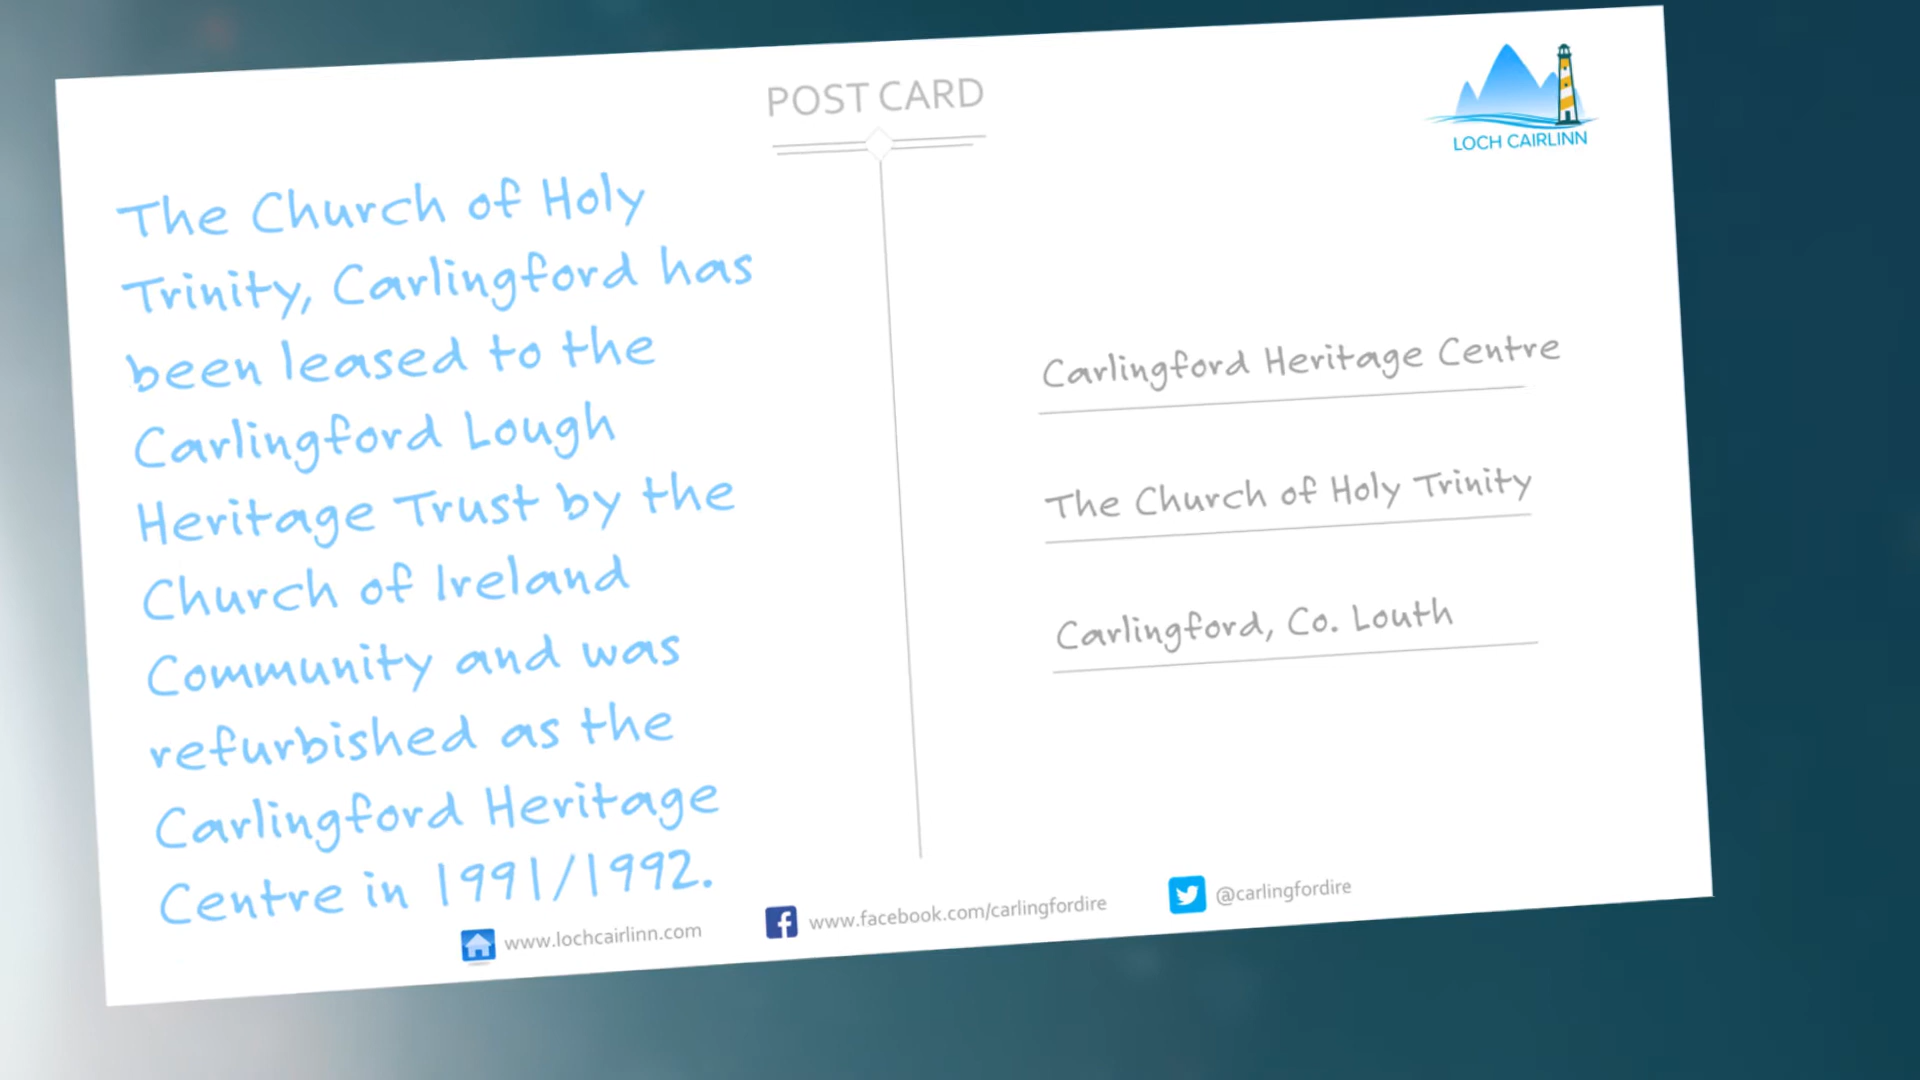 POST CARD
LOCH CAIRLINN
The Church of Holy
Trinity, Carlingford has
been leased to the
Carlingford Lough
Heritage Trust by the
Church of Ireland
Community and was
refurbished as the
Carlingford Heritage
Centre in 1991/1992.
Carlingford Heritage Centre
The Church of Holy Trinity
Carlingford, Co. Louth
www.lochcairlinn.com
www.facebook.com/carlingfordire
@carlingfordire